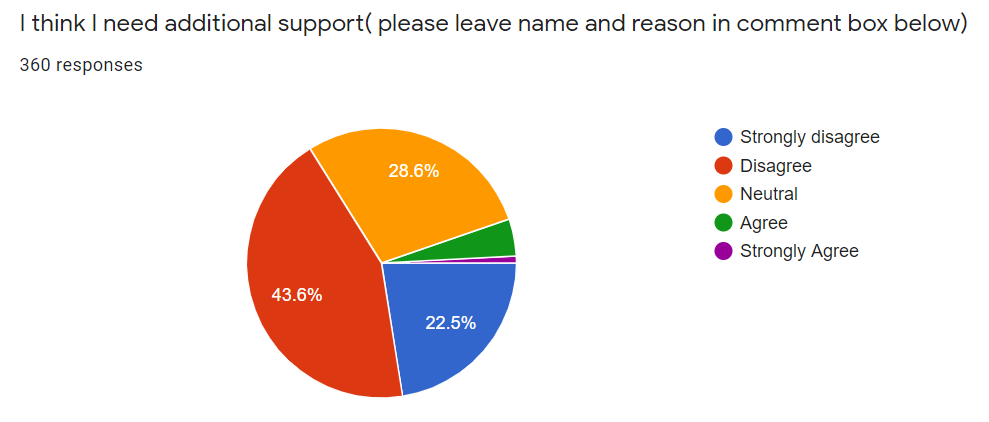 I think I need additional support( please leave name and reason in comment box below)
360 responses
28.6%
43.6%
22.5%
Strongly disagree
Disagree
Neutral
Agree
Strongly Agree